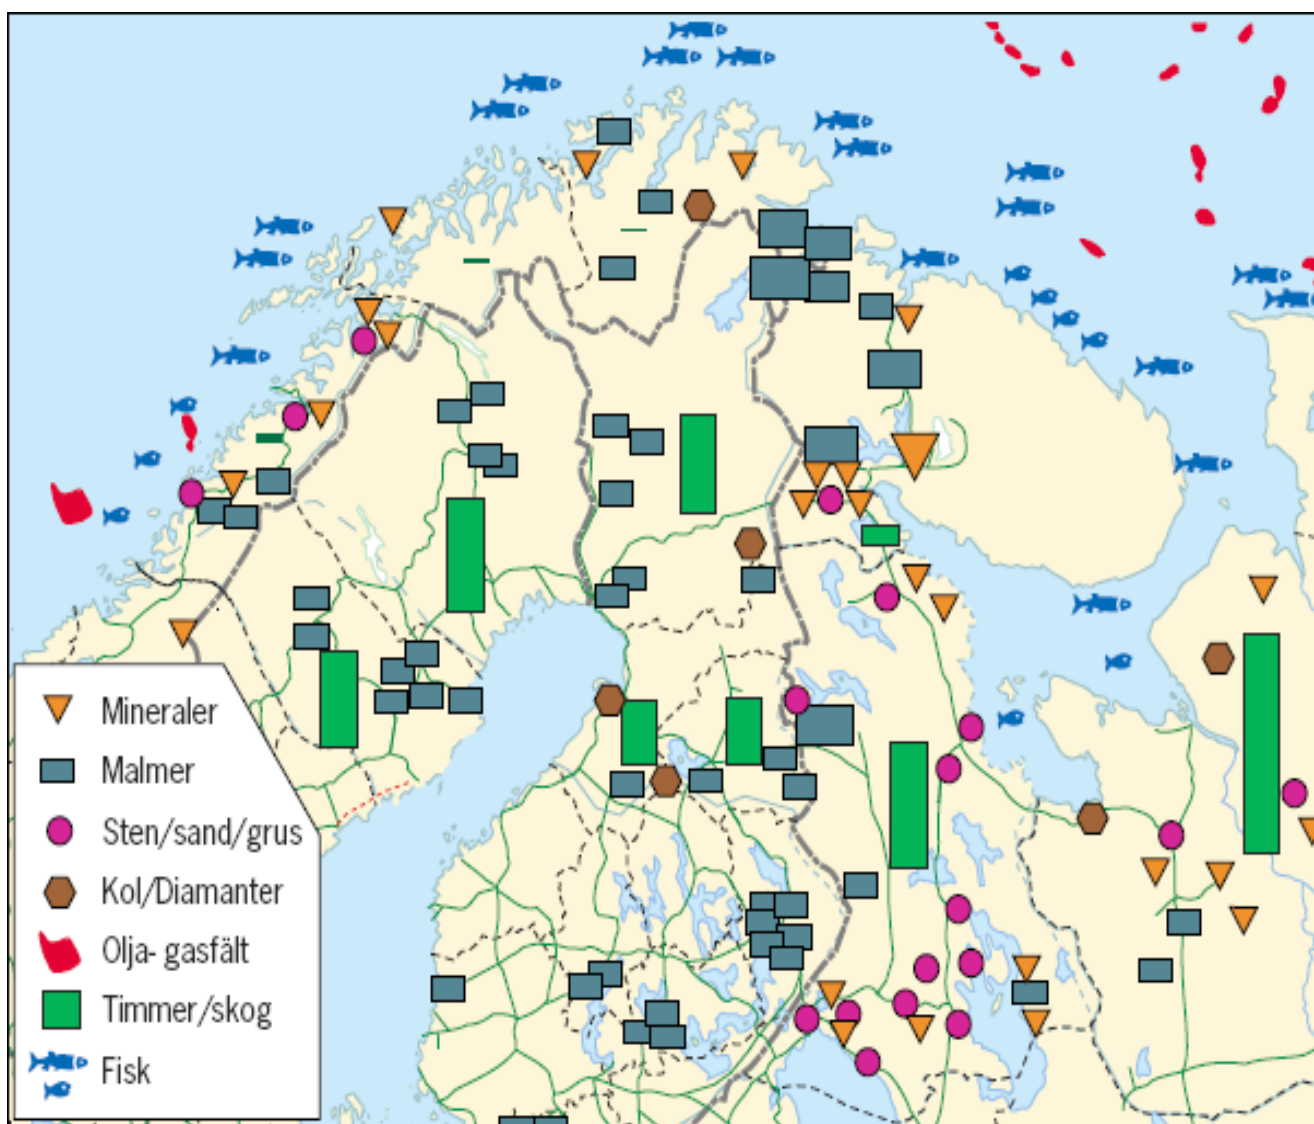 Mineraler
Malmer
Sten/sand/grus
Kol/Diamanter
Olja- gasfält
Timmer/skog
Fisk